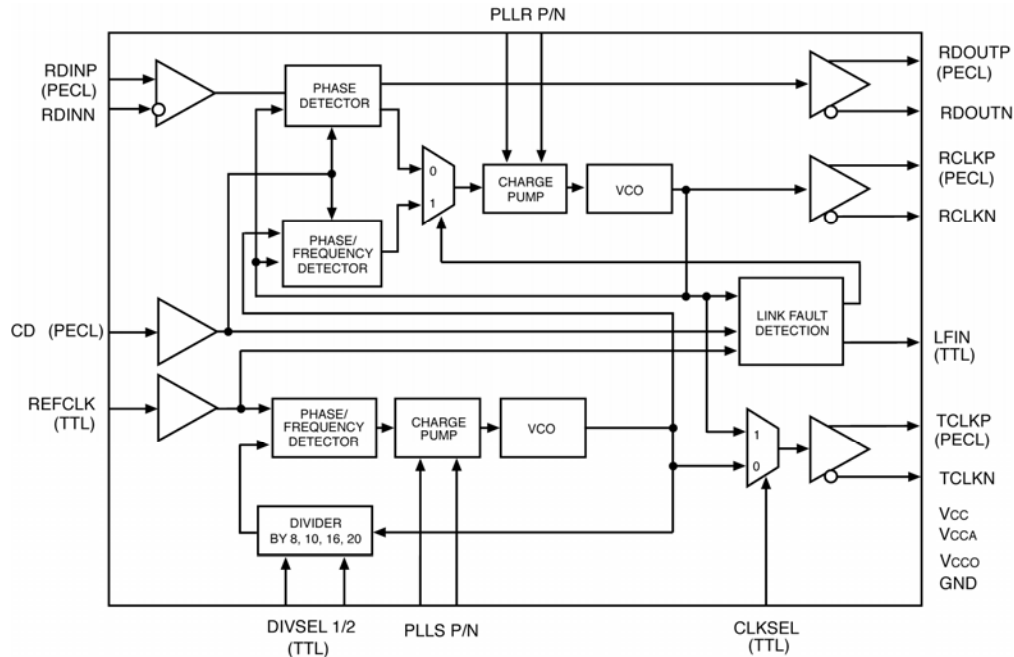 PLLR P/N
RDINP
(PECL)
RDINN
PHASE
DETECTOR
RDOUTP
(PECL)
RDOUTN
0
1
CHARGE
PUMP
VCO
RCLKP
(PECL)
RCLKN
PHASE/
FREQUENCY
DETECTOR
CD (PECL)
LINK FAULT
DETECTION
LFIN
(TTL)
REFCLK
(TTL)
PHASE/
FREQUENCY
DETECTOR
CHARGE
PUMP
VCO
1
0
TCLKP
(PECL)
TCLKN
DIVIDER
BY 8, 10, 16, 20
VCC
VCCA
VCCO
GND
DIVSEL 1/2
(TTL)
PLLS P/N
CLKSEL
(TTL)